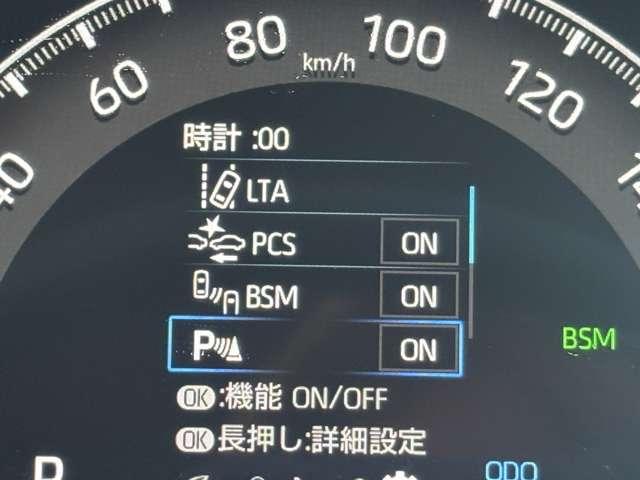 40 60 80 100 120 14
km/h
時計 :00
LTA
PCS ON
BSM ON
BSM
P ON
OK:機能 ON/OFF
OK長押し:詳細設定
P
ODO